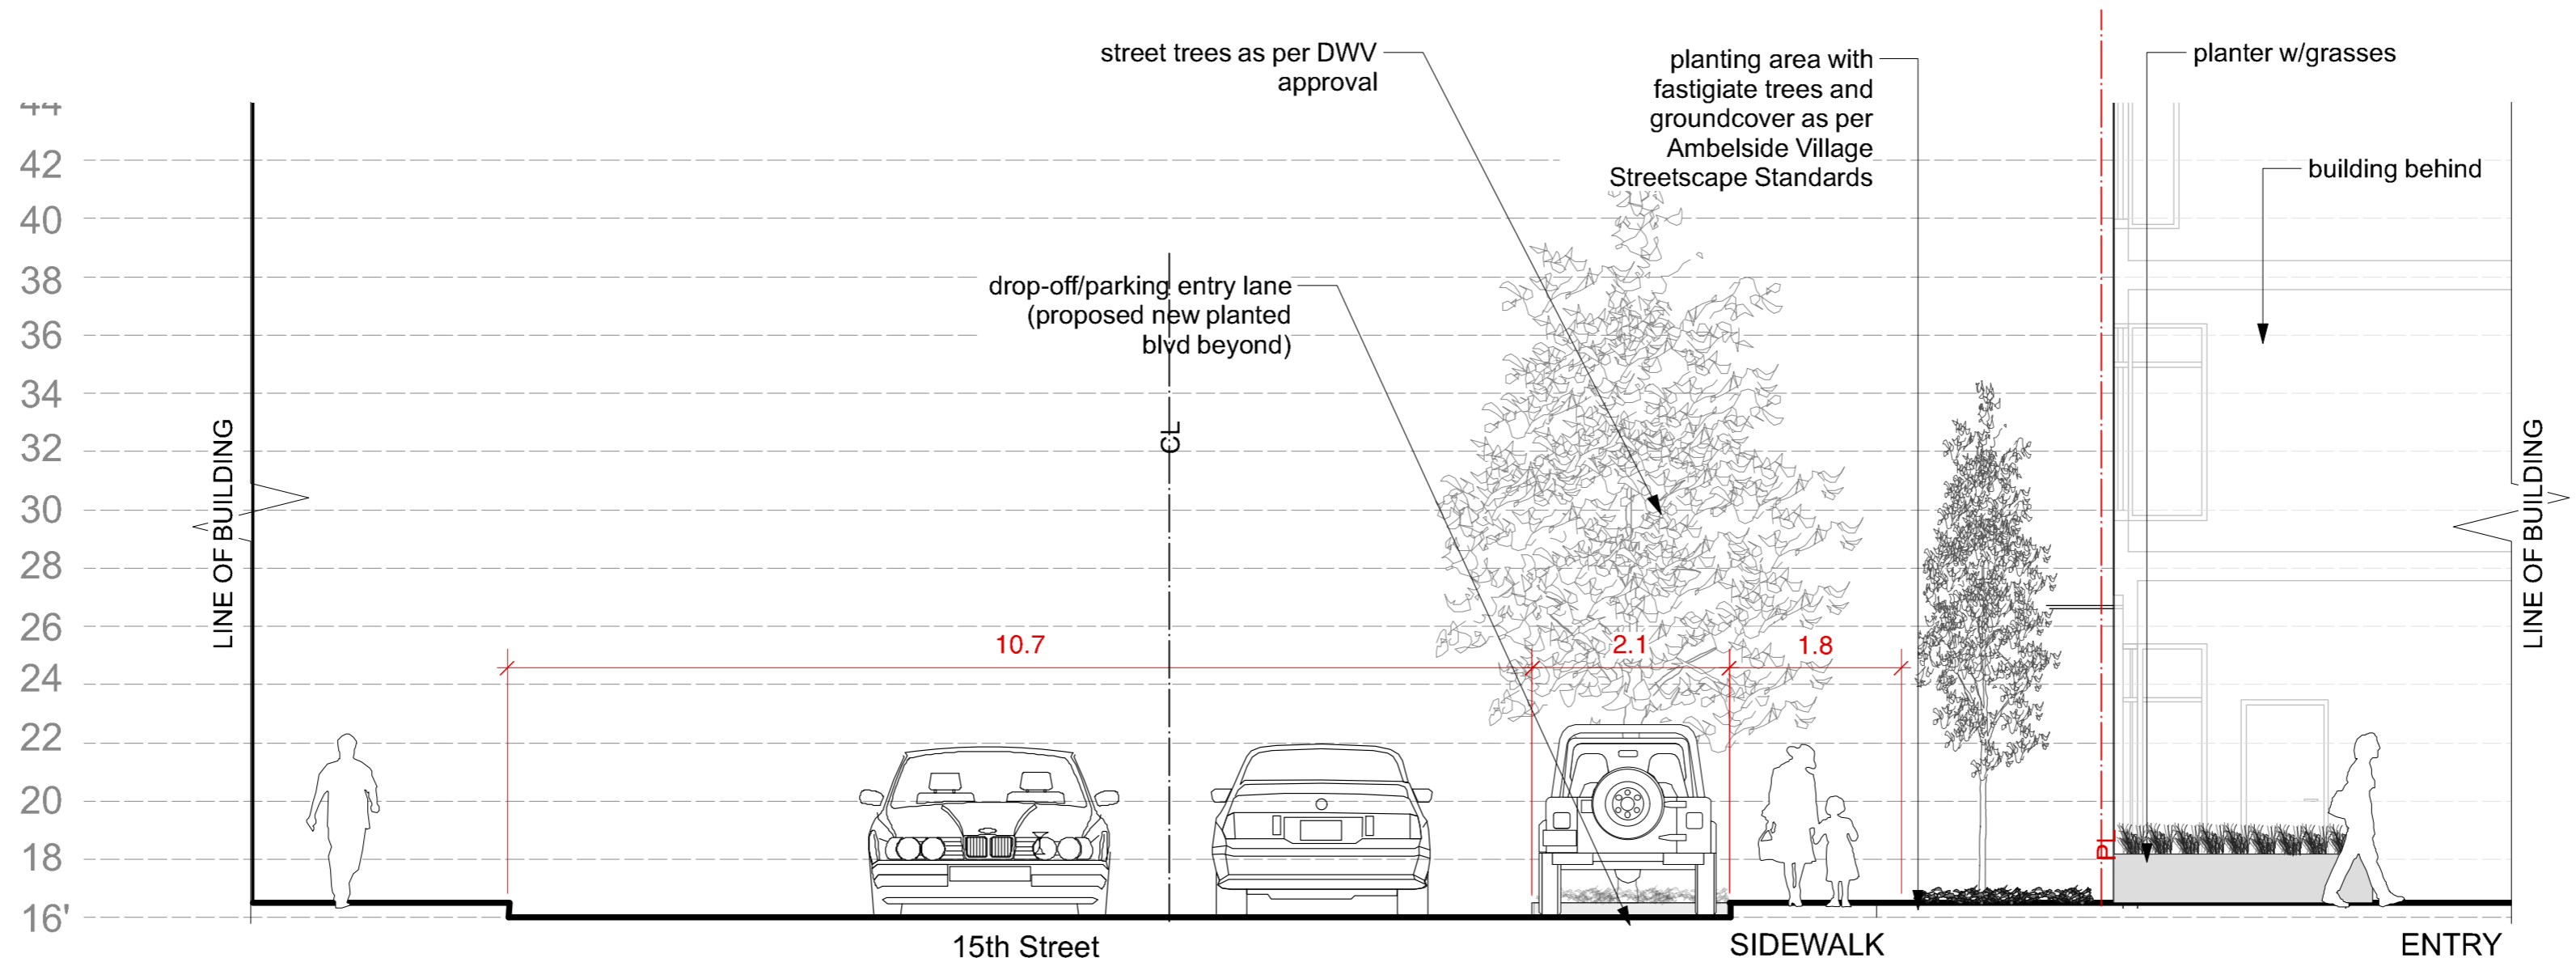 street trees as per DWV
approval
planting area with
fastigiate trees and
groundcover as per
Ambelside Village
Streetscape Standards
planter w/grasses
building behind
drop-off/parking entry lane
(proposed new planted
blvd beyond)
44
42
40
38
36
34
32
30
28
26
24
22
20
18
16'
LINE OF BUILDING
CL
10.7
2.1
1.8
PL
LINE OF BUILDING
15th Street
SIDEWALK
ENTRY